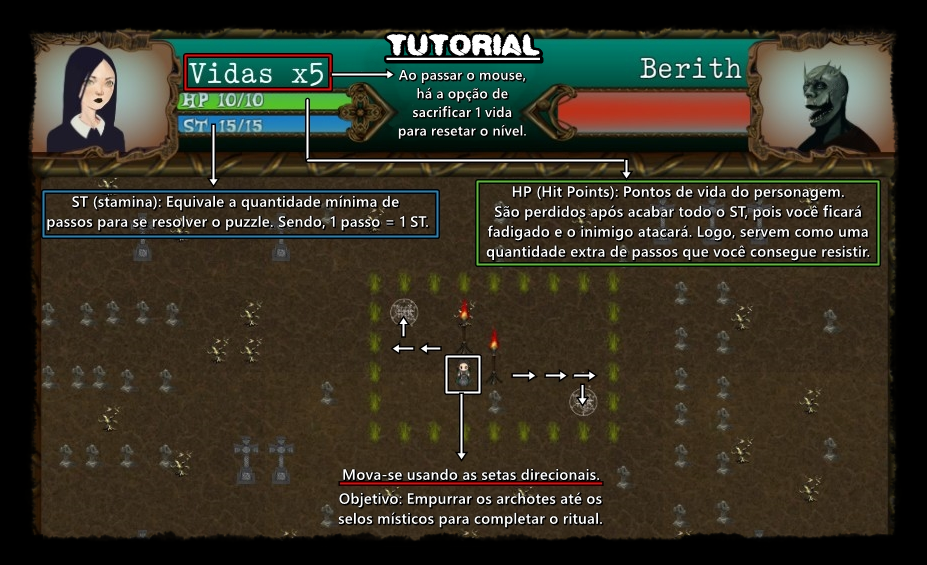 TUTORIAL
Vidas x5
HP 10/10
ST 15/15
Ao passar o mouse,
há a opção de
sacrificar 1 vida
para resetar o nível.
Berith
ST (stamina): Equivale a quantidade mínima de
passos para se resolver o puzzle. Sendo, 1 passo = 1 ST.
HP (Hit Points): Pontos de vida do personagem.
São perdidos após acabar todo o ST, pois você ficará
fadigado e o inimigo atacará. Logo, servem como uma
quantidade extra de passos que você consegue resistir.
Mova-se usando as setas direcionais.
Objetivo: Empurrar os archotes até os
selos místicos para completar o ritual.